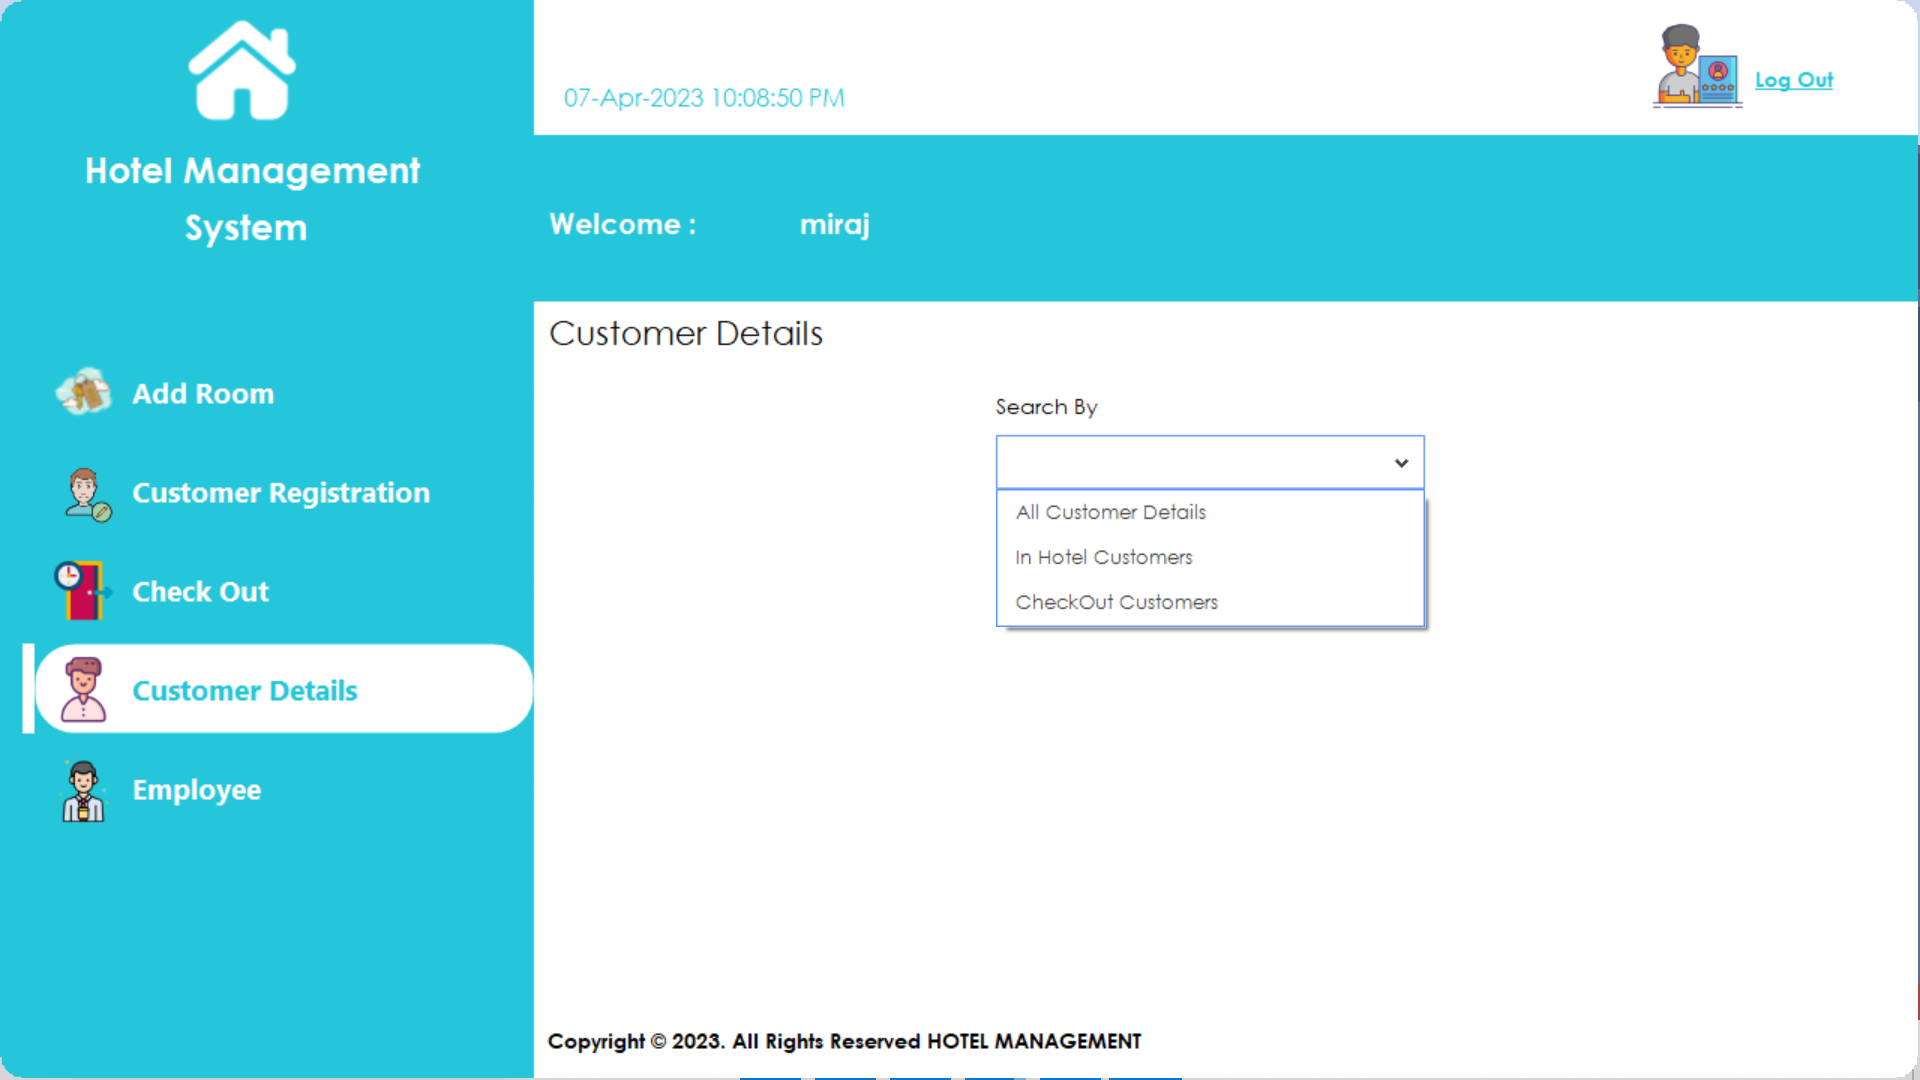 Hotel Management
System
Add Room
Customer Registration
Check Out
Customer Details
Employee
07-Apr-2023 10:08:50 PM
Log Out
Welcome : miraj
Customer Details
Search By
All Customer Details
In Hotel Customers
CheckOut Customers
Copyright © 2023. All Rights Reserved HOTEL MANAGEMENT